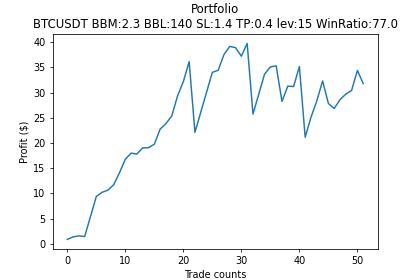 Portfolio
BTCUSDT BBM:2.3 BBL:140 SL:1.4 TP:0.4 lev:15 WinRatio:77.0
40
35
30
25
20
15
10
5
0
Profit ($)
0 10 20 30 40 50
Trade counts